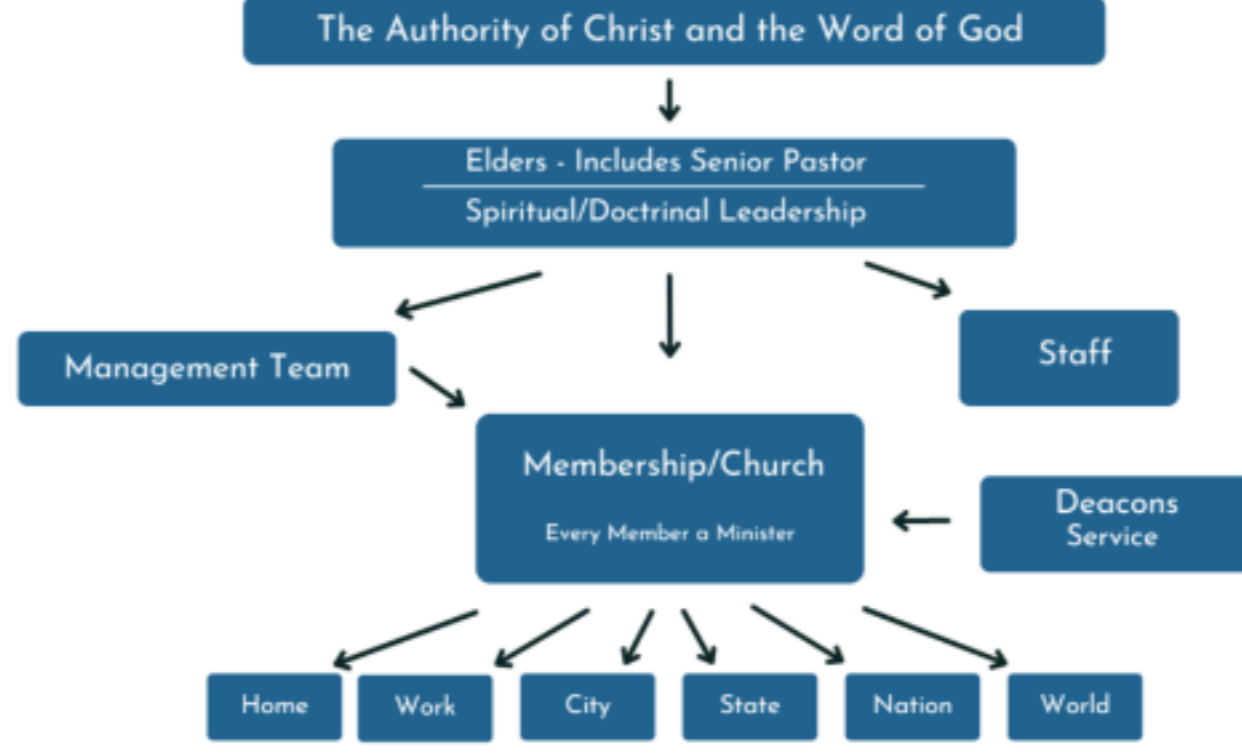 The Authority of Christ and the Word of God
Elders - Includes Senior Pastor
Spiritual/Doctrinal Leadership
Management Team
Staff
Membership/Church
Every Member a Minister
Deacons
Service
Home
Work
City
State
Nation
World